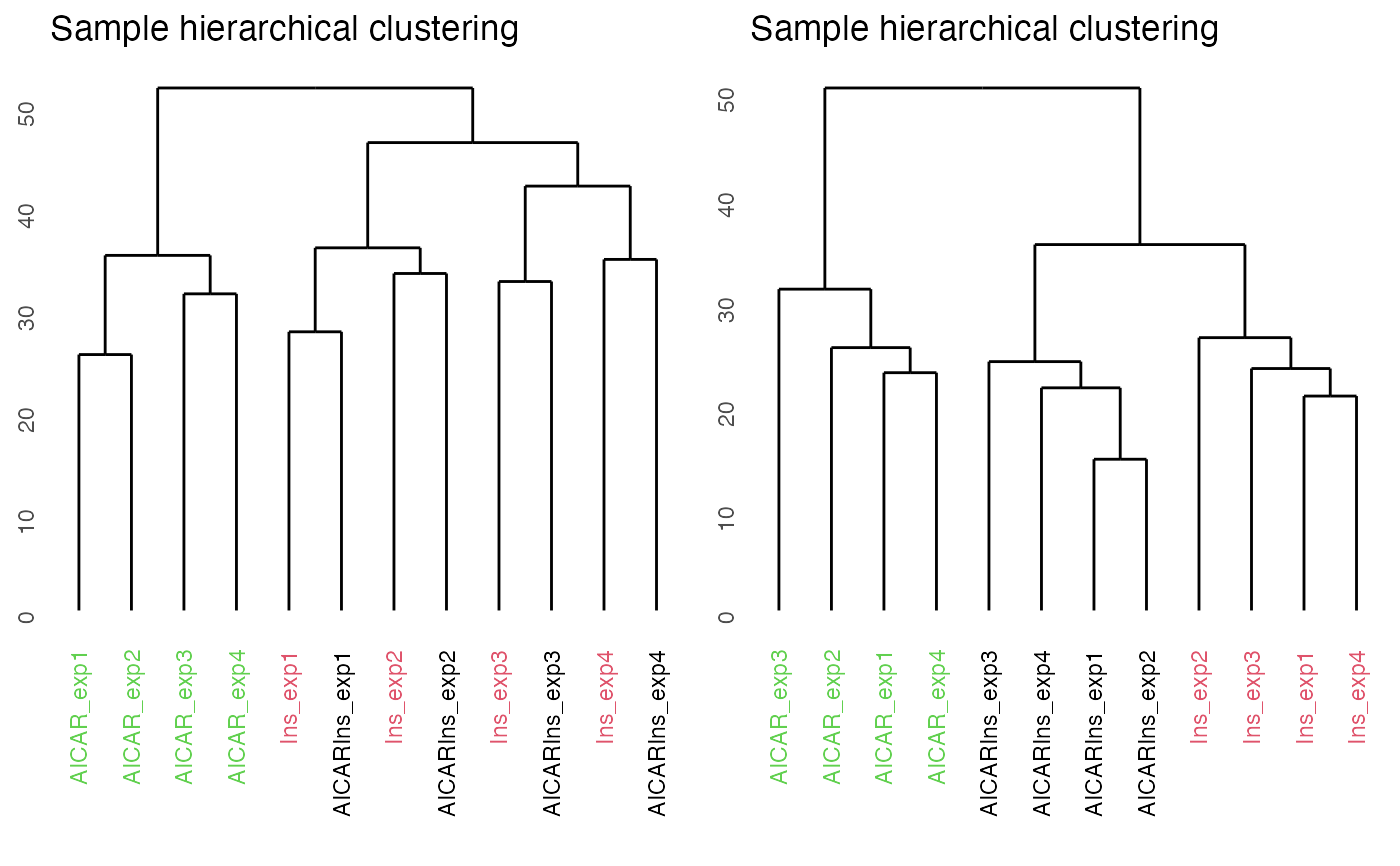 Sample hierarchical clustering
50
40
30
20
10
0
AICAR_exp1
AICAR_exp2
AICAR_exp3
AICAR_exp4
Ins_exp1
AICARIns_exp1
Ins_exp2
AICARIns_exp2
Ins_exp3
AICARIns_exp3
Ins_exp4
AICARIns_exp4
Sample hierarchical clustering
50
40
30
20
10
0
AICAR_exp3
AICAR_exp2
AICAR_exp1
AICAR_exp4
AICARIns_exp3
AICARIns_exp4
AICARIns_exp1
AICARIns_exp2
Ins_exp2
Ins_exp3
Ins_exp1
Ins_exp4